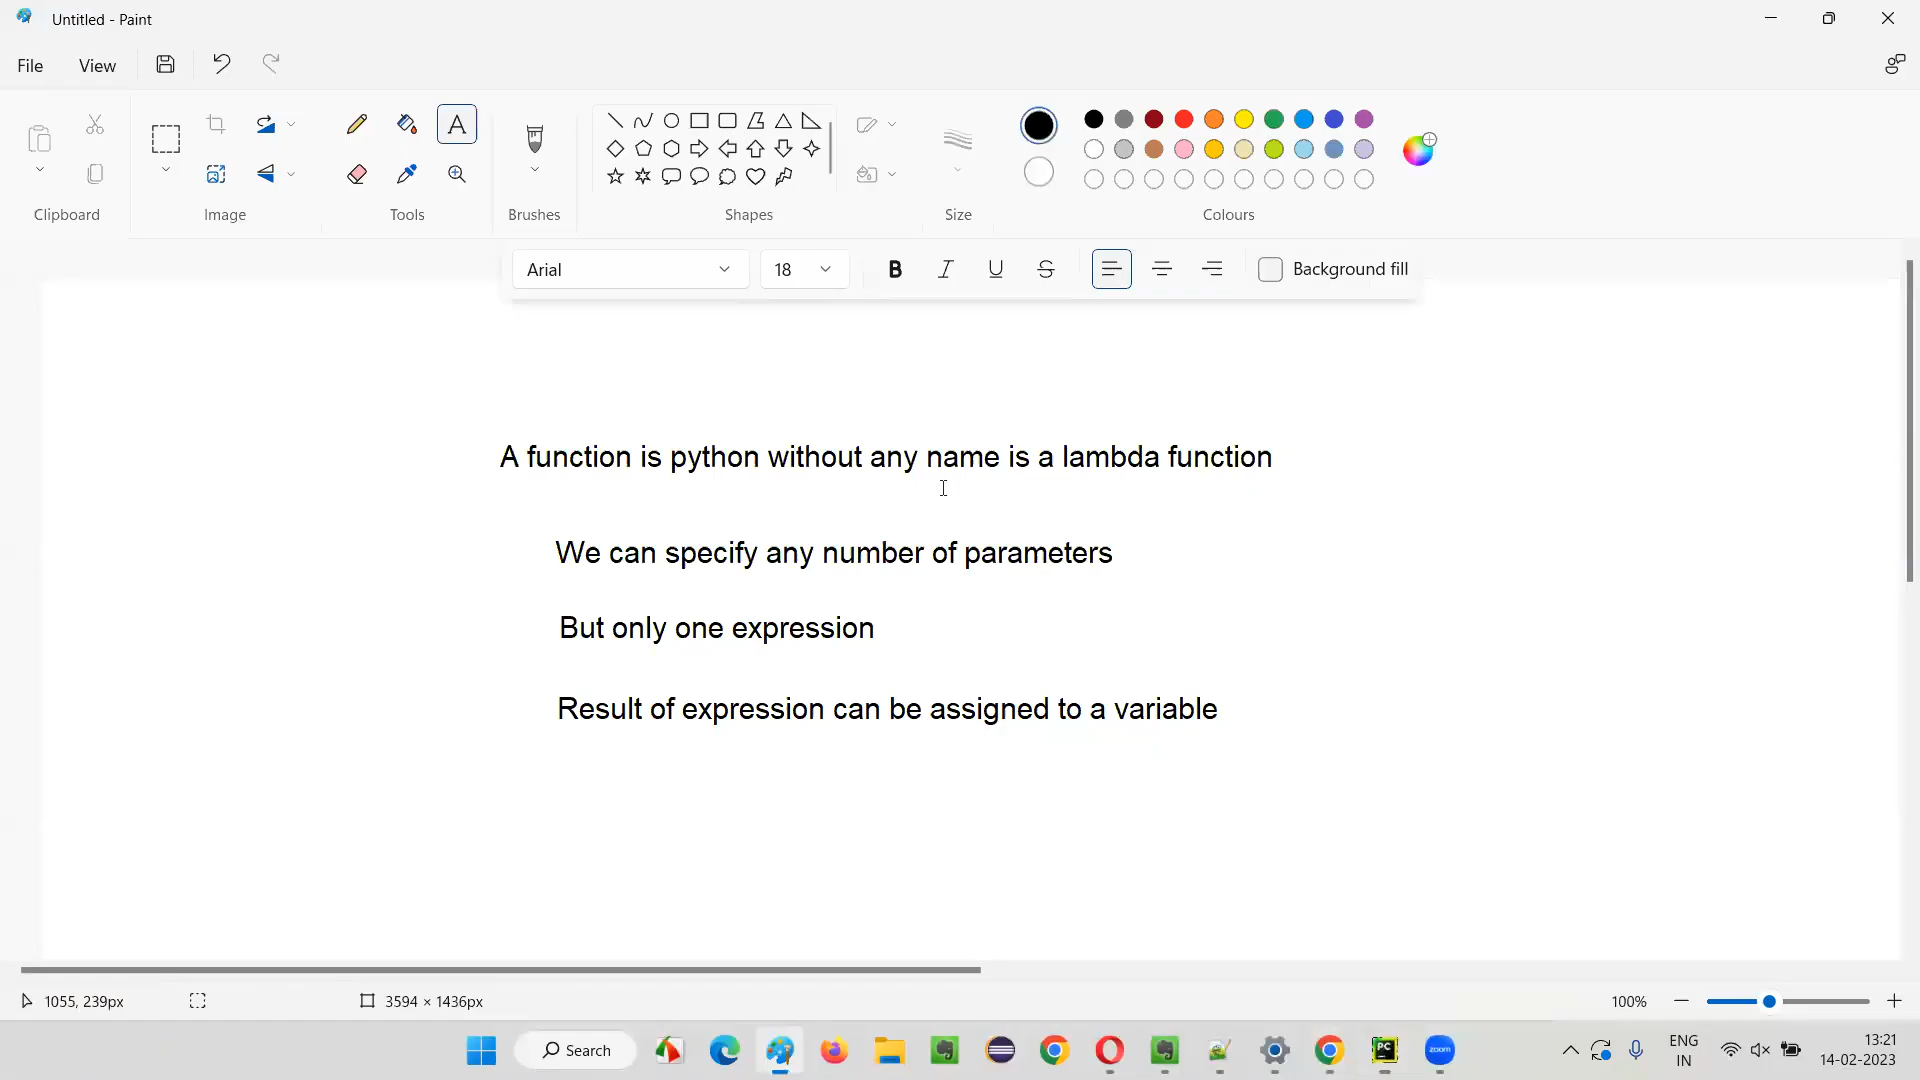 Untitled - Paint
File View
Clipboard Image Tools Brushes Shapes Size Colours
Arial 18 B I U S Background fill
A function is python without any name is a lambda function
We can specify any number of parameters
But only one expression
Result of expression can be assigned to a variable
1055, 239px 3594 × 1436px 100%
Search PC zoom ENG 13:21
IN 14-02-2023